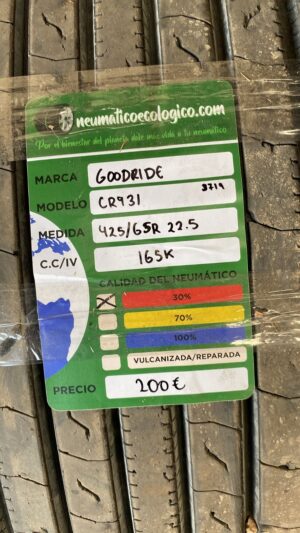 neumaticoecologico.com
Por el bienestar del planeta dale más vida a tu neumático
MARCA GOODRIDE
3719
MODELO CR931
MEDIDA 425/65R 22.5
C.C/IV 165K
CALIDAD DEL NEUMÁTICO
30%
70%
100%
VULCANIZADA/REPARADA
PRECIO 200€